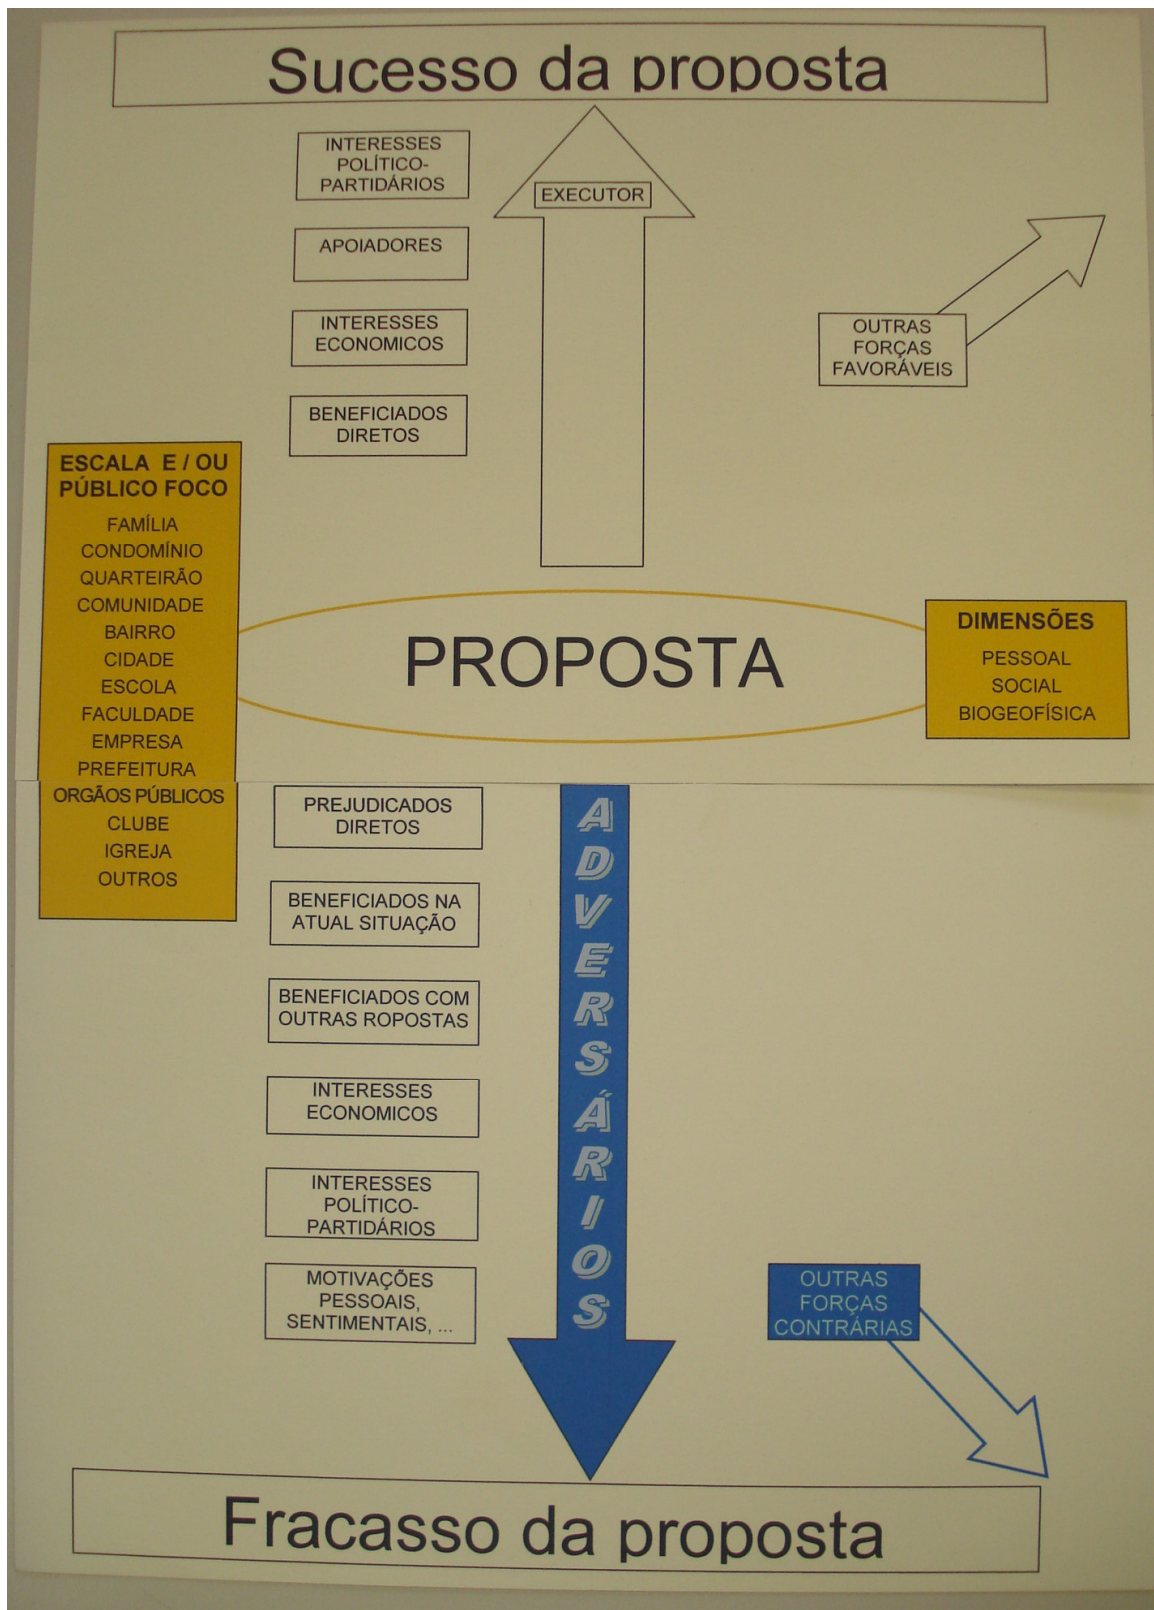 Sucesso da proposta
INTERESSES
POLÍTICO-
PARTIDÁRIOS
EXECUTOR
APOIADORES
INTERESSES
ECONOMICOS
OUTRAS
FORÇAS
FAVORÁVEIS
BENEFICIADOS
DIRETOS
ESCALA E / OU
PÚBLICO FOCO
FAMÍLIA
CONDOMÍNIO
QUARTEIRÃO
COMUNIDADE
BAIRRO
CIDADE
ESCOLA
FACULDADE
EMPRESA
PREFEITURA
ORGÃOS PÚBLICOS
CLUBE
IGREJA
OUTROS
PROPOSTA
DIMENSÕES
PESSOAL
SOCIAL
BIOGEOFÍSICA
PREJUDICADOS
DIRETOS
BENEFICIADOS NA
ATUAL SITUAÇÃO
BENEFICIADOS COM
OUTRAS ROPOSTAS
INTERESSES
ECONOMICOS
INTERESSES
POLÍTICO-
PARTIDÁRIOS
MOTIVAÇÕES
PESSOAIS,
SENTIMENTAIS, ...
ADVERSÁRIOS
OUTRAS
FORÇAS
CONTRÁRIAS
Fracasso da proposta